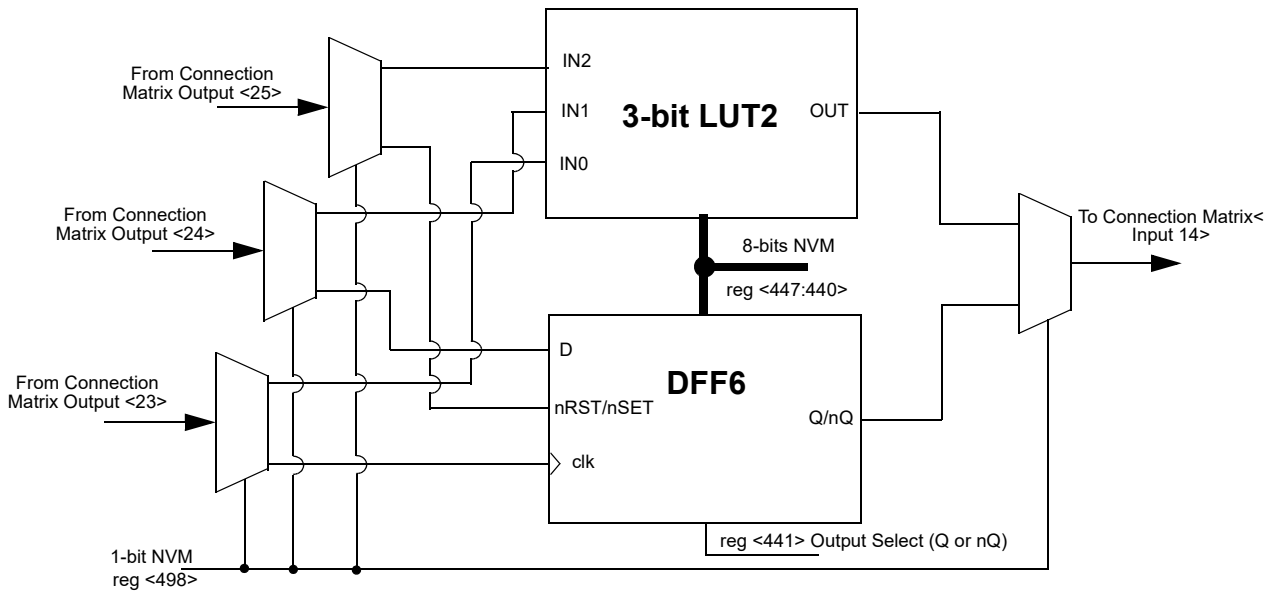 From Connection
Matrix Output <25>
IN2
IN1
IN0
3-bit LUT2
OUT
From Connection
Matrix Output <24>
To Connection Matrix<
Input 14>
8-bits NVM
reg <447:440>
From Connection
Matrix Output <23>
D
nRST/nSET
clk
DFF6
Q/nQ
reg <441> Output Select (Q or nQ)
1-bit NVM
reg <498>